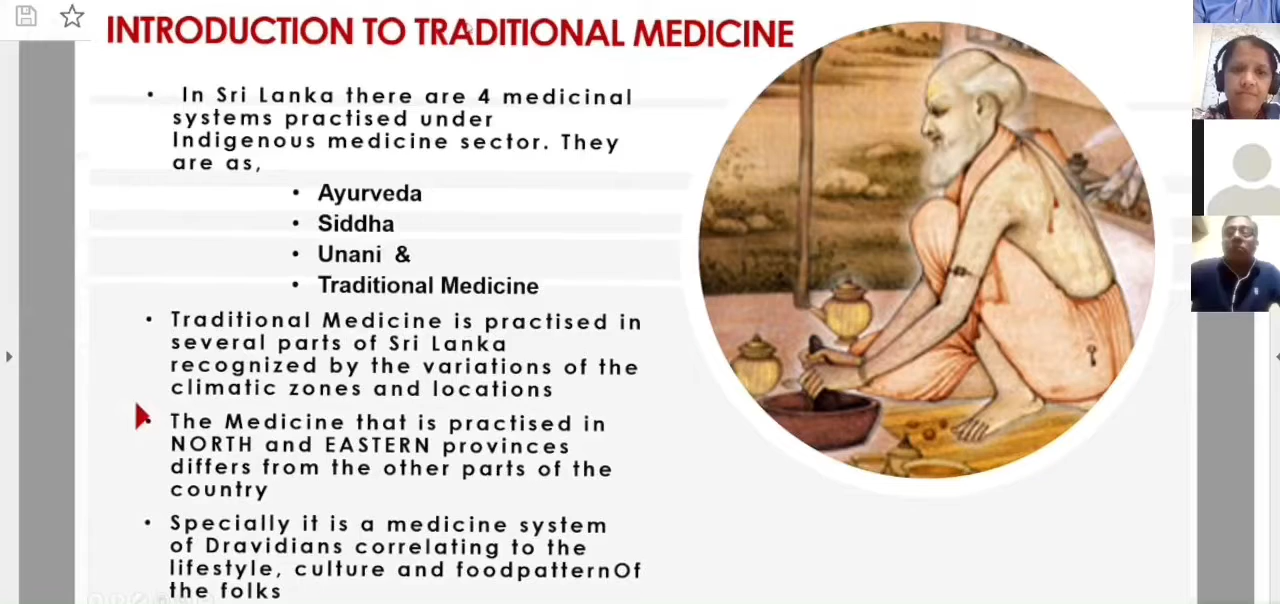 INTRODUCTION TO TRADITIONAL MEDICINE
• In Sri Lanka there are 4 medicinal
systems practised under
Indigenous medicine sector. They
are as,
• Ayurveda
• Siddha
• Unani &
• Traditional Medicine
• Traditional Medicine is practised in
several parts of Sri Lanka
recognized by the variations of the
climatic zones and locations
• The Medicine that is practised in
NORTH and EASTERN provinces
differs from the other parts of the
country
• Specially it is a medicine system
of Dravidians correlating to the
lifestyle, culture and foodpatternOf
the folks